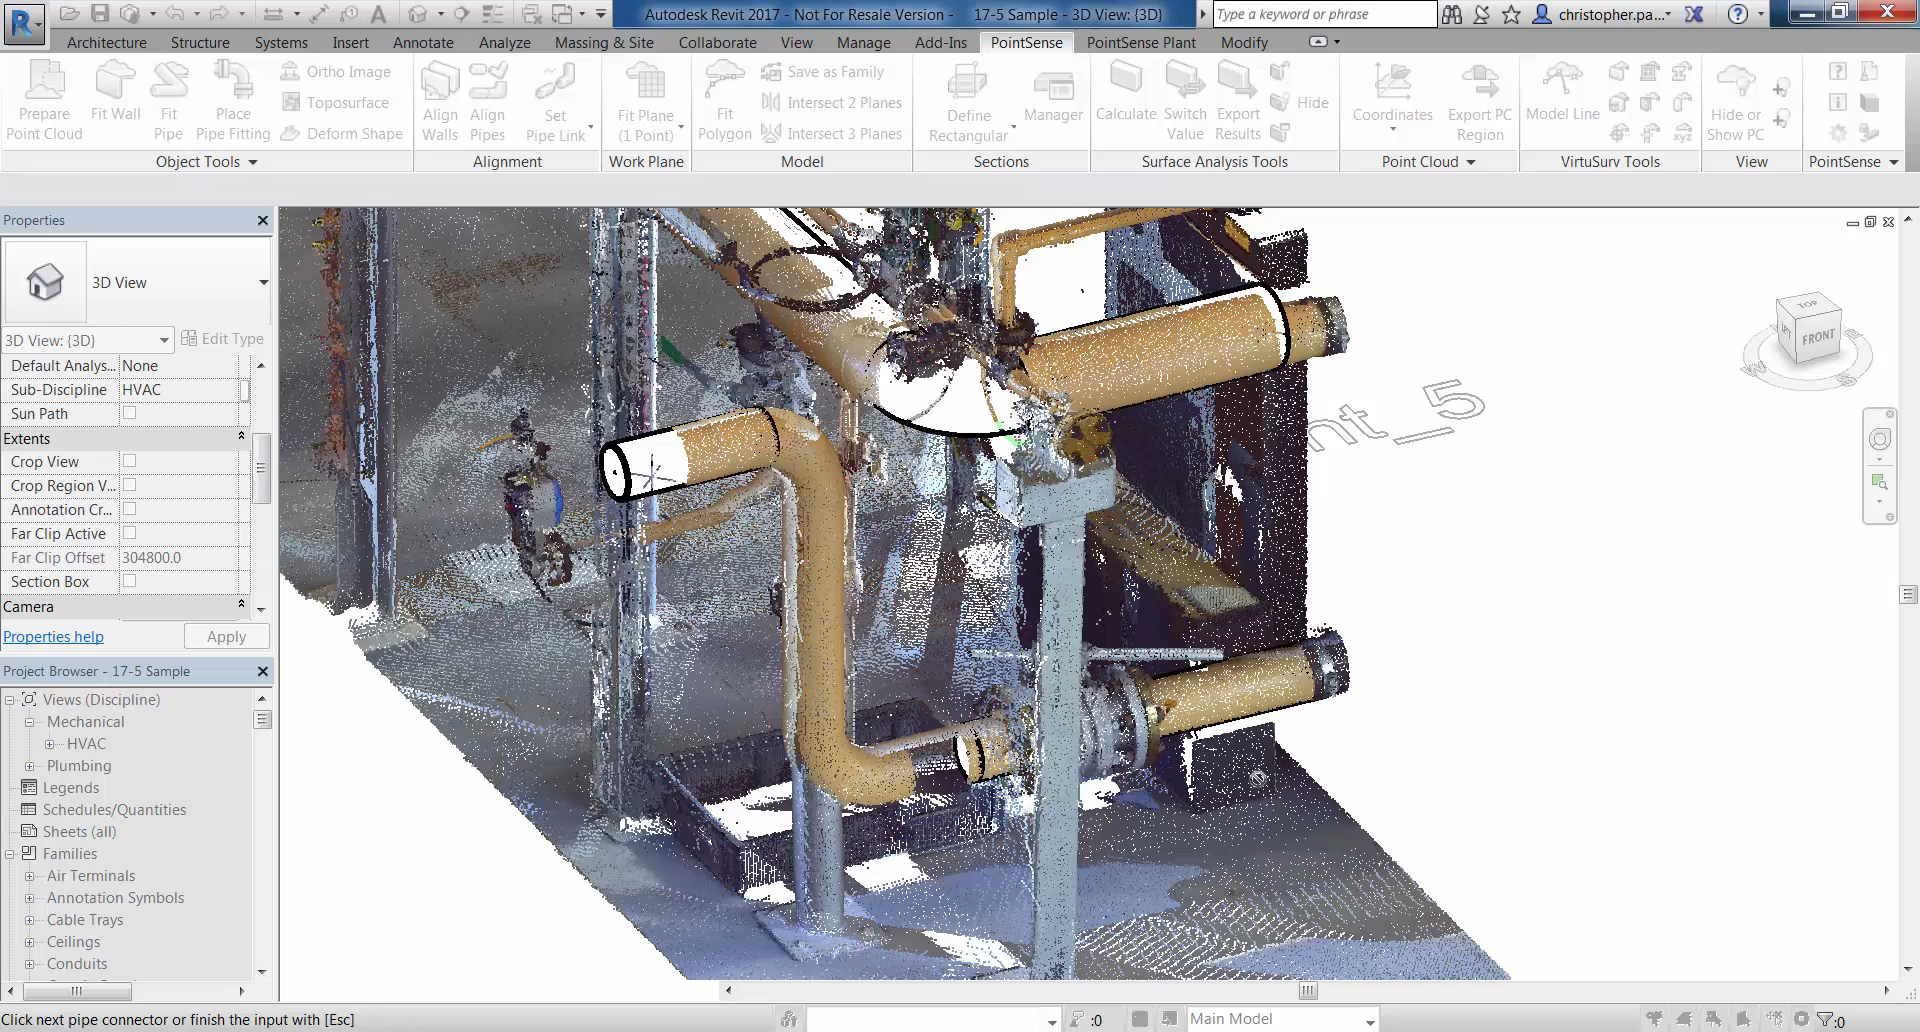 Autodesk Revit 2017 - Not For Resale Version -    17-5 Sample - 3D View: {3D}
Type a keyword or phrase
christopher.pa...
Architecture Structure Systems Insert Annotate Analyze Massing & Site Collaborate View Manage Add-Ins PointSense PointSense Plant Modify
Prepare Point Cloud
Fit Wall
Fit Pipe
Place Pipe Fitting
Ortho Image
Toposurface
Deform Shape
Align Walls
Align Pipes
Set Pipe Link
Fit Plane (1 Point)
Fit Polygon
Save as Family
Intersect 2 Planes
Intersect 3 Planes
Define Rectangular
Manager
Calculate
Switch Value
Export Results
Hide
Coordinates
Export PC Region
Model Line
xyz
Hide or Show PC
Object Tools Alignment Work Plane Model Sections Surface Analysis Tools Point Cloud VirtuSurv Tools View PointSense
Properties
3D View
3D View: {3D}
Edit Type
Default Analys... None
Sub-Discipline HVAC
Sun Path
Extents
Crop View
Crop Region V...
Annotation Cr...
Far Clip Active
Far Clip Offset 304800.0
Section Box
Camera
Properties help
Apply
Project Browser - 17-5 Sample
Views (Discipline)
Mechanical
HVAC
Plumbing
Legends
Schedules/Quantities
Sheets (all)
Families
Air Terminals
Annotation Symbols
Cable Trays
Ceilings
Conduits
TOP
LEFT
FRONT
W
S
nt_5
Click next pipe connector or finish the input with [Esc]
:0
Main Model
:0